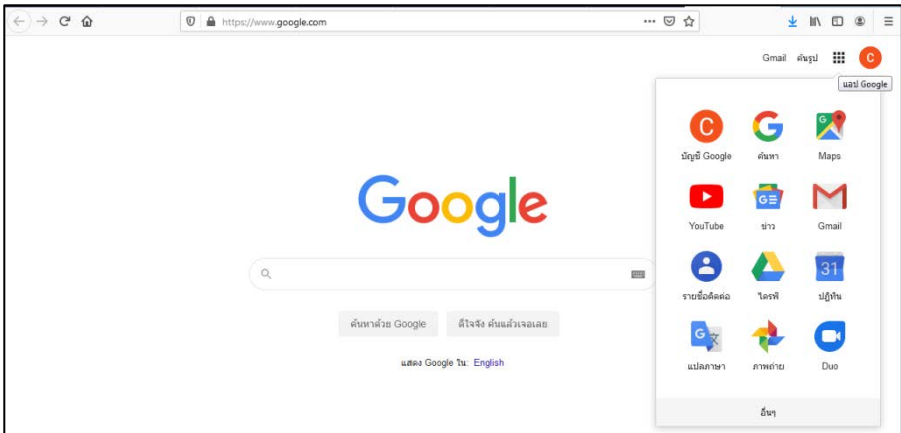 https://www.google.com
Gmail ค้นรูป C
แอป Google
C
บัญชี Google ค้นหา Maps
YouTube ข่าว Gmail
รายชื่อติดต่อ ไดรฟ์ ปฏิทิน
31
แปลภาษา ภาพถ่าย Duo
อื่นๆ
Google
ค้นหาด้วย Google ดีใจจัง ค้นแล้วเจอเลย
แสดง Google ใน: English